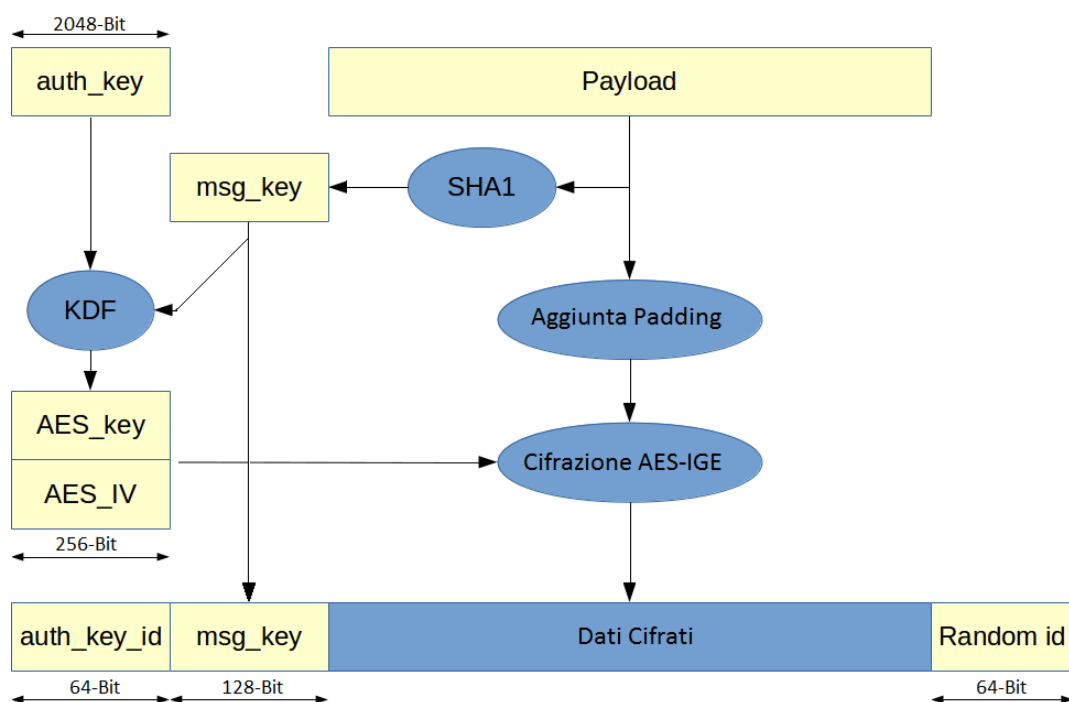 2048-Bit
auth_key
Payload
msg_key
SHA1
KDF
Aggiunta Padding
AES_key
AES_IV
Cifrazione AES-IGE
256-Bit
auth_key_id
msg_key
Dati Cifrati
Random id
64-Bit
128-Bit
64-Bit